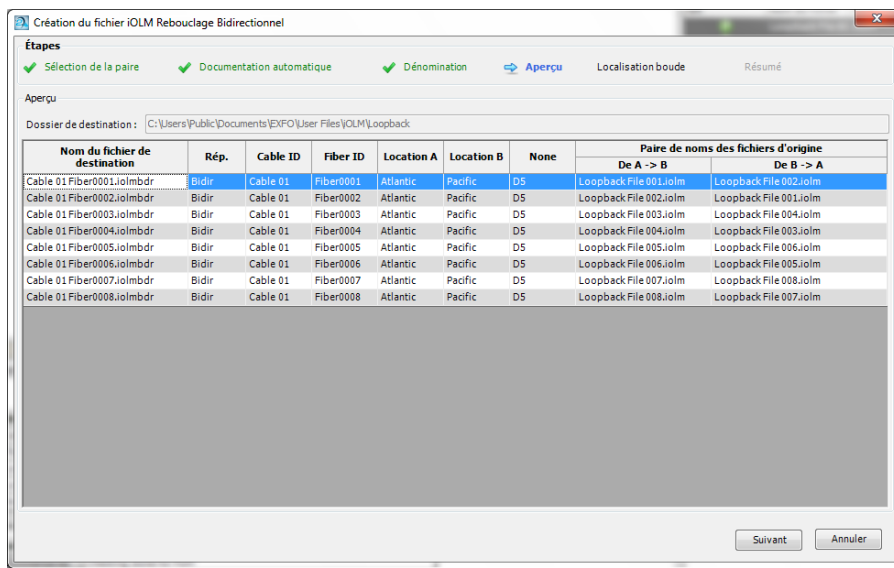 Création du fichier iOLM Rebouclage Bidirectionnel
Étapes
Sélection de la paire Documentation automatique Dénomination Aperçu Localisation boude Résumé
Aperçu
Dossier de destination : C:\Users\Public\Documents\EXFO\User Files\iOLM\Loopback
Nom du fichier de destination Rép. Cable ID Fiber ID Location A Location B None Paire de noms des fichiers d'origine
De A -> B De B -> A
Cable 01 Fiber0001.iolmbdr Bidir Cable 01 Fiber0001 Atlantic Pacific D5 Loopback File 001.iolm Loopback File 002.iolm
Cable 01 Fiber0002.iolmbdr Bidir Cable 01 Fiber0002 Atlantic Pacific D5 Loopback File 002.iolm Loopback File 001.iolm
Cable 01 Fiber0003.iolmbdr Bidir Cable 01 Fiber0003 Atlantic Pacific D5 Loopback File 003.iolm Loopback File 004.iolm
Cable 01 Fiber0004.iolmbdr Bidir Cable 01 Fiber0004 Atlantic Pacific D5 Loopback File 004.iolm Loopback File 003.iolm
Cable 01 Fiber0005.iolmbdr Bidir Cable 01 Fiber0005 Atlantic Pacific D5 Loopback File 005.iolm Loopback File 006.iolm
Cable 01 Fiber0006.iolmbdr Bidir Cable 01 Fiber0006 Atlantic Pacific D5 Loopback File 006.iolm Loopback File 005.iolm
Cable 01 Fiber0007.iolmbdr Bidir Cable 01 Fiber0007 Atlantic Pacific D5 Loopback File 007.iolm Loopback File 008.iolm
Cable 01 Fiber0008.iolmbdr Bidir Cable 01 Fiber0008 Atlantic Pacific D5 Loopback File 008.iolm Loopback File 007.iolm
Suivant Annuler